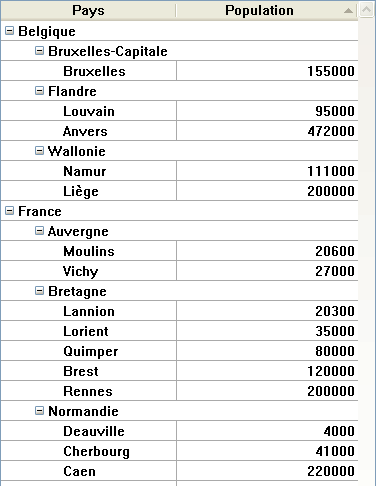 Pays Population
Belgique
Bruxelles-Capitale
Bruxelles 155000
Flandre
Louvain 95000
Anvers 472000
Wallonie
Namur 111000
Liège 200000
France
Auvergne
Moulins 20600
Vichy 27000
Bretagne
Lannion 20300
Lorient 35000
Quimper 80000
Brest 120000
Rennes 200000
Normandie
Deauville 4000
Cherbourg 41000
Caen 220000